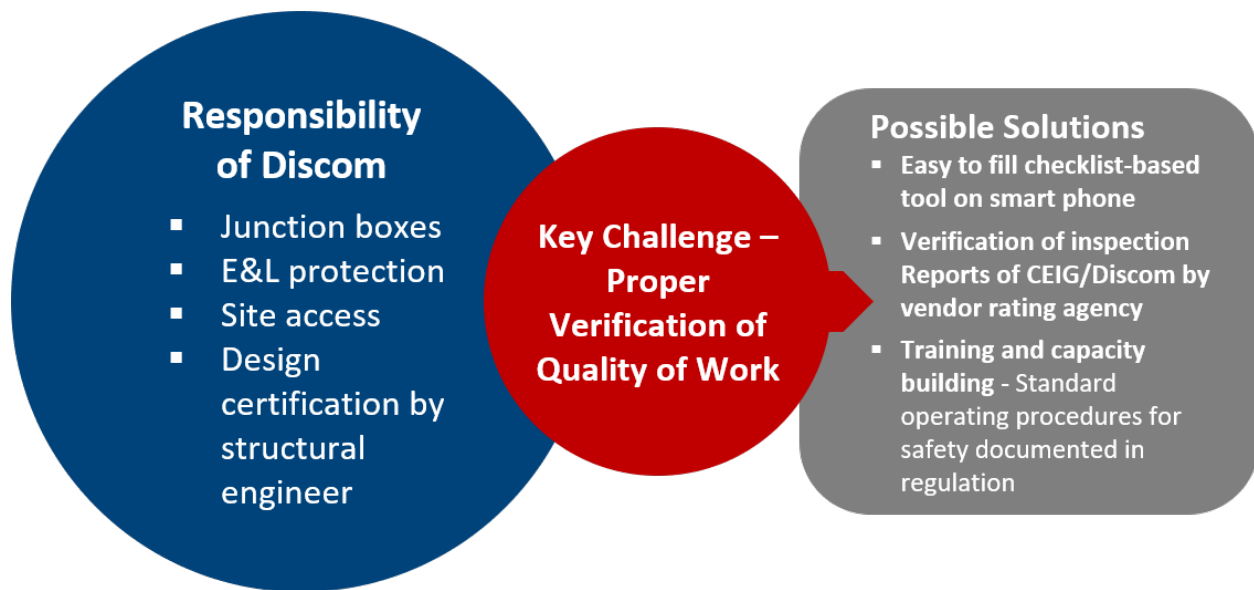 Responsibility
of Discom
▪ Junction boxes
▪ E&L protection
▪ Site access
▪ Design
certification by
structural
engineer
Key Challenge –
Proper
Verification of
Quality of Work
Possible Solutions
▪ Easy to fill checklist-based
tool on smart phone
▪ Verification of inspection
Reports of CEIG/Discom by
vendor rating agency
▪ Training and capacity
building - Standard
operating procedures for
safety documented in
regulation